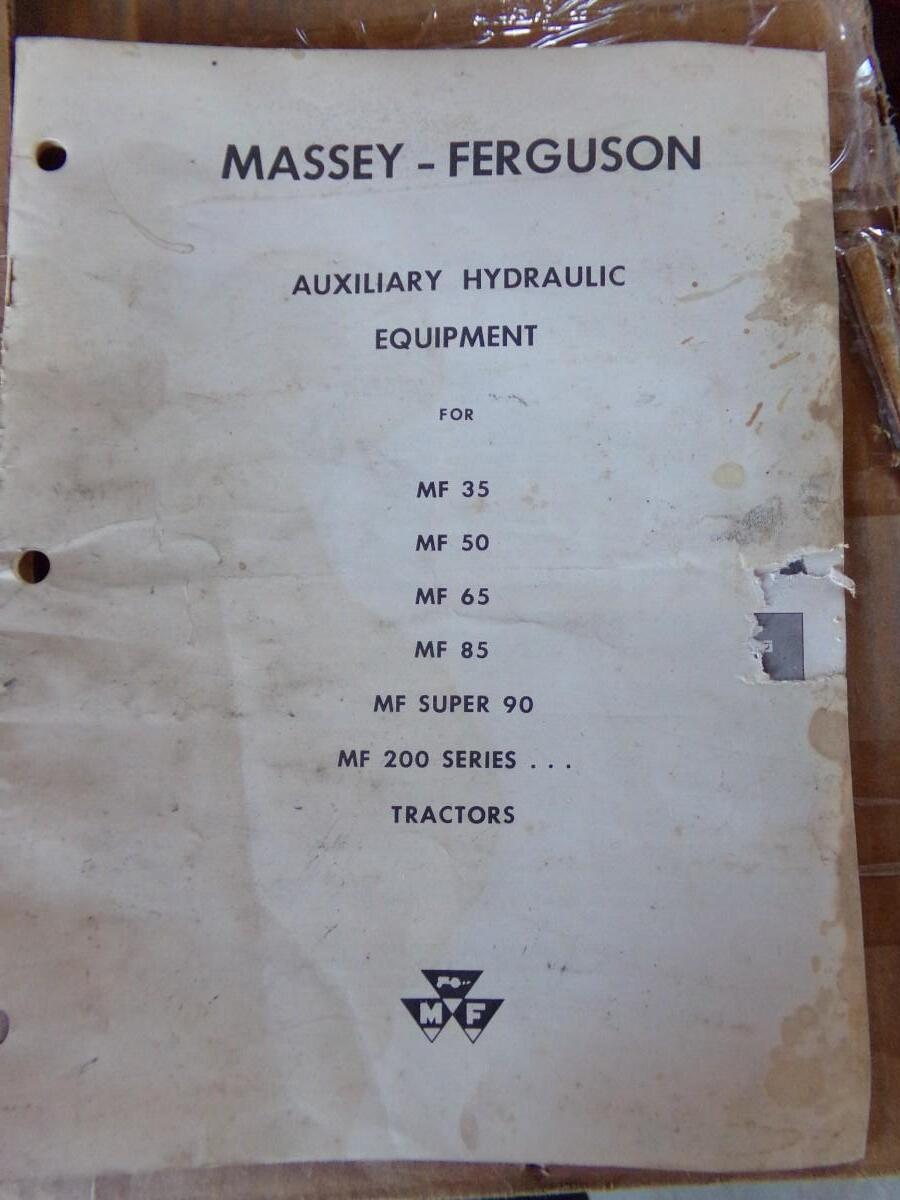 MASSEY - FERGUSON
AUXILIARY HYDRAULIC
EQUIPMENT
FOR
MF 35
MF 50
MF 65
MF 85
MF SUPER 90
MF 200 SERIES . . .
TRACTORS
M F